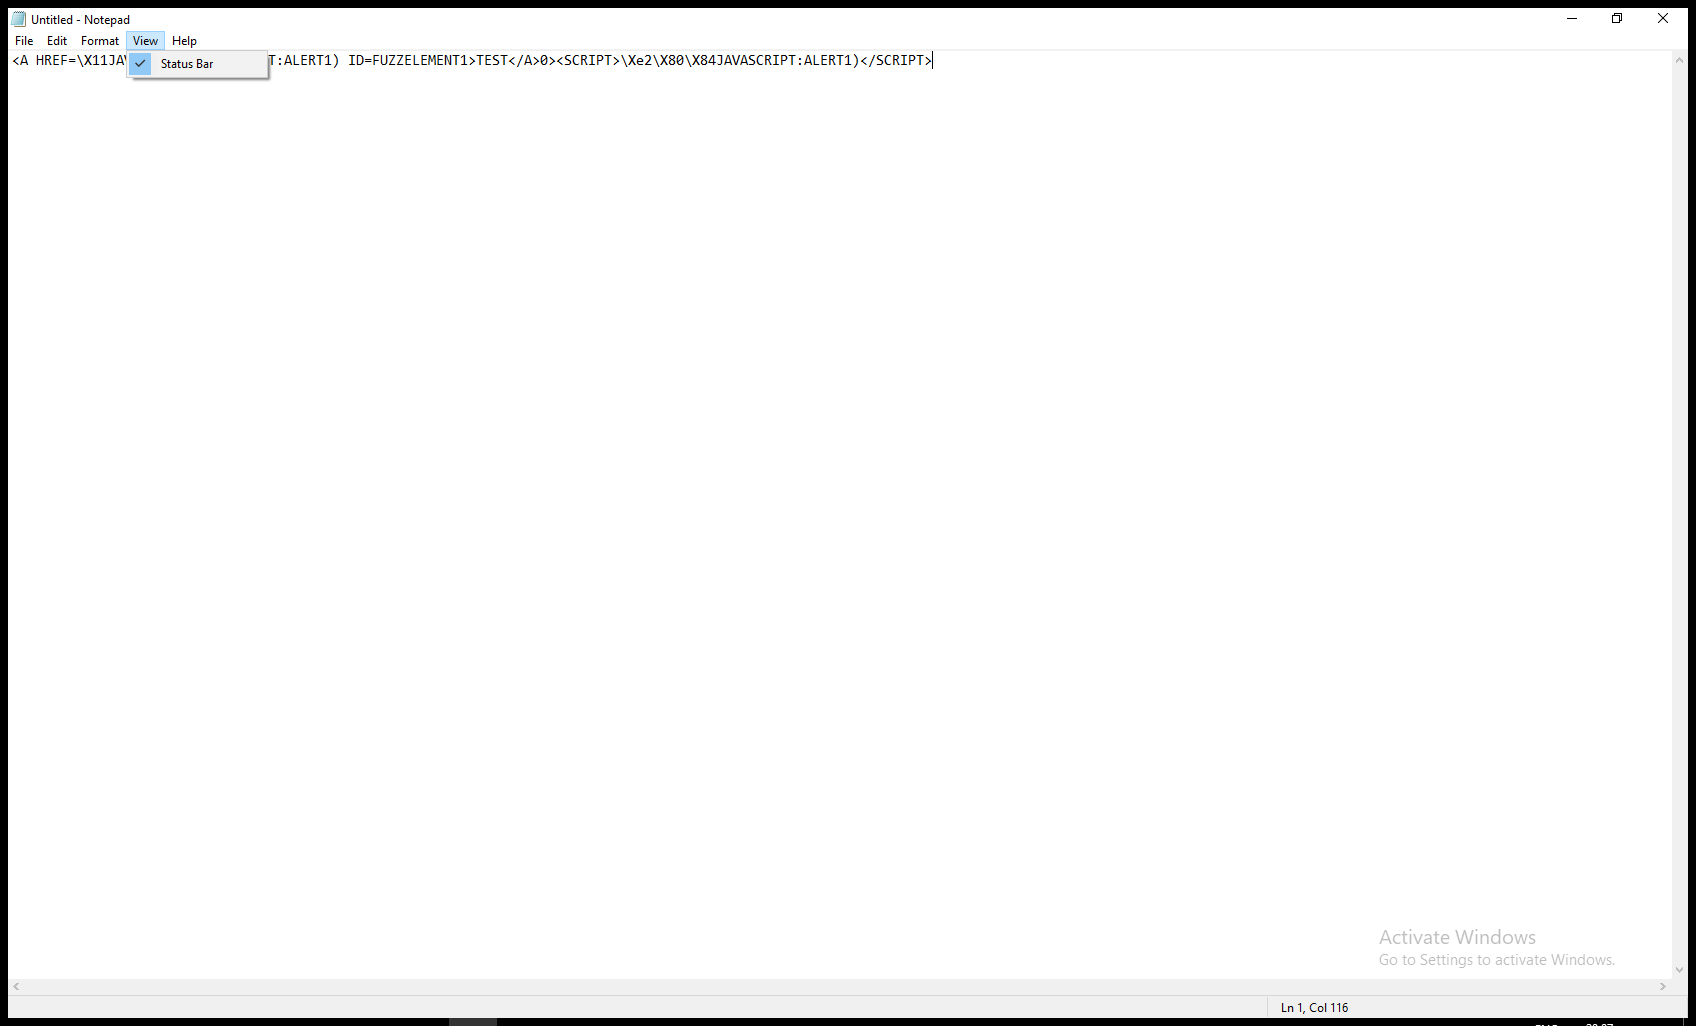 Untitled - Notepad
File Edit Format View Help
<A HREF=\X11JA
T:ALERT1) ID=FUZZELEMENT1>TEST</A>0><SCRIPT>\Xe2\X80\X84JAVASCRIPT:ALERT1)</SCRIPT>
Status Bar
Activate Windows
Go to Settings to activate Windows.
Ln 1, Col 116